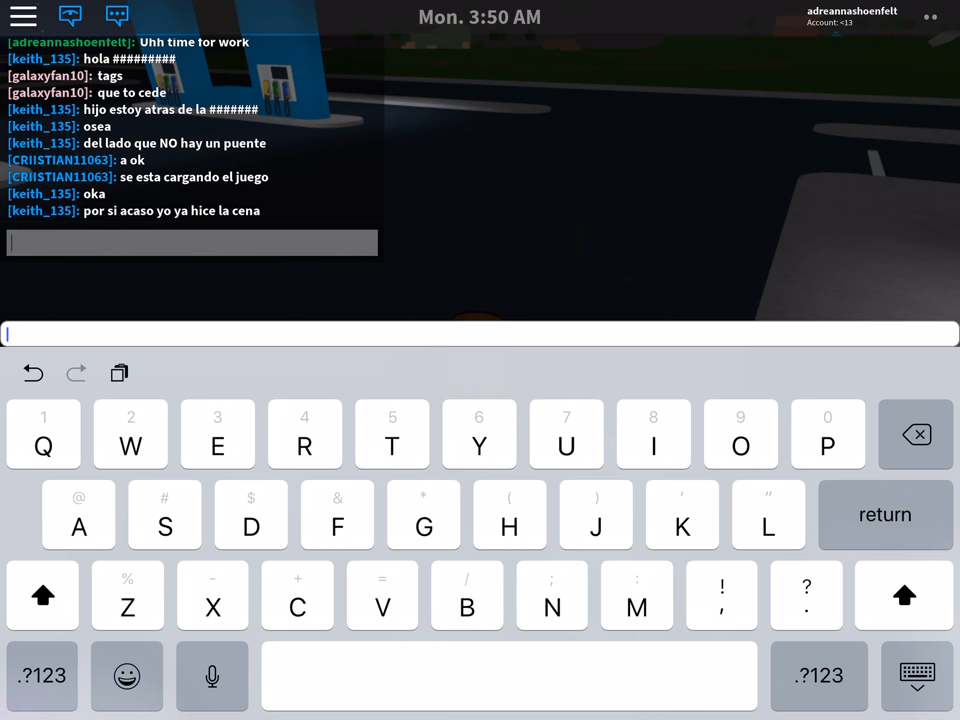 Mon. 3:50 AM
adreannashoenfelt
Account: <13
[adreannashoenfelt]: Uhh time for work
[keith_135]: hola #########
[galaxyfan10]: tags
[galaxyfan10]: que to cede
[keith_135]: hijo estoy atras de la #######
[keith_135]: osea
[keith_135]: del lado que NO hay un puente
[CRIISTIAN11063]: a ok
[CRIISTIAN11063]: se esta cargando el juego
[keith_135]: oka
[keith_135]: por si acaso yo ya hice la cena
1 2 3 4 5 6 7 8 9 0
Q W E R T Y U I O P
@ # $ & * ( ) ' "
A S D F G H J K L return
% - + = / ; : ! ?
Z X C V B N M , .
.?123 .?123